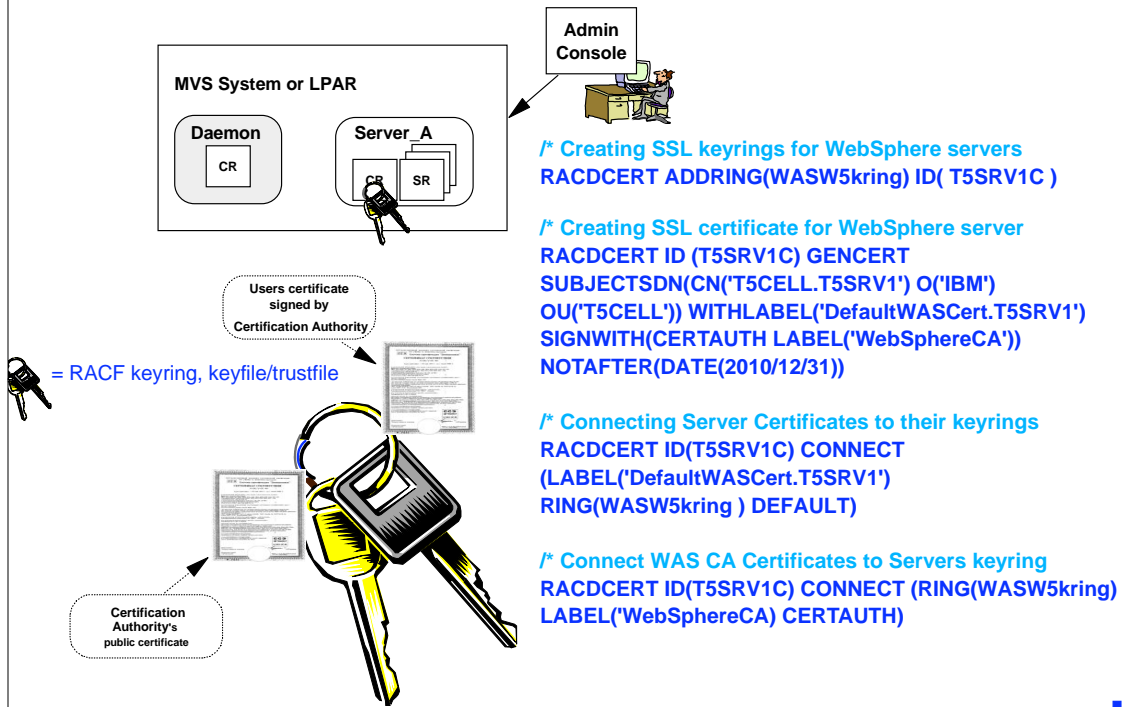 Admin
Console
MVS System or LPAR
Daemon
CR
Server_A
CR
SR
/* Creating SSL keyrings for WebSphere servers
RACDCERT ADDRING(WASW5kring) ID( T5SRV1C )
/* Creating SSL certificate for WebSphere server
RACDCERT ID (T5SRV1C) GENCERT
SUBJECTSDN(CN('T5CELL.T5SRV1') O('IBM')
OU('T5CELL')) WITHLABEL('DefaultWASCert.T5SRV1')
SIGNWITH(CERTAUTH LABEL('WebSphereCA'))
NOTAFTER(DATE(2010/12/31))
/* Connecting Server Certificates to their keyrings
RACDCERT ID(T5SRV1C) CONNECT
(LABEL('DefaultWASCert.T5SRV1')
RING(WASW5kring ) DEFAULT)
/* Connect WAS CA Certificates to Servers keyring
RACDCERT ID(T5SRV1C) CONNECT (RING(WASW5kring)
LABEL('WebSphereCA) CERTAUTH)
Users certificate
signed by
Certification Authority
= RACF keyring, keyfile/trustfile
Certification
Authority's
public certificate